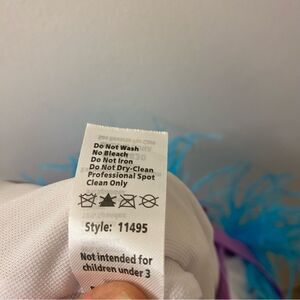 Do Not Wash
No Bleach
Do Not Iron
Do Not Dry-Clean
Professional Spot
Clean Only
Style: 11495
Not intended for
children under 3